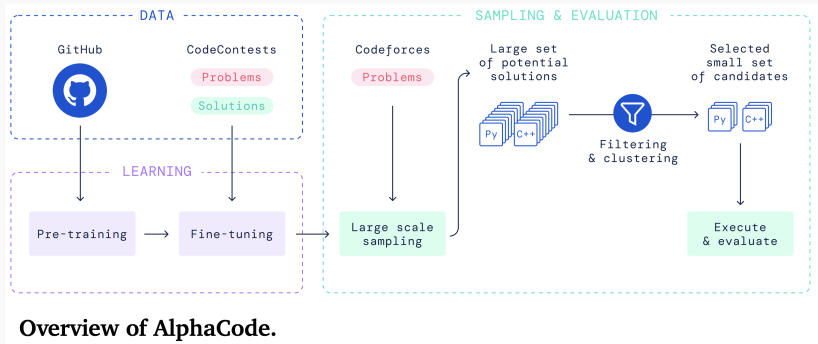 DATA
GitHub
CodeContests
Problems
Solutions
LEARNING
Pre-training
Fine-tuning
SAMPLING & EVALUATION
Codeforces
Problems
Large scale
sampling
Large set
of potential
solutions
Py
C++
Filtering
& clustering
Selected
small set
of candidates
Py
C++
Execute
& evaluate
Overview of AlphaCode.